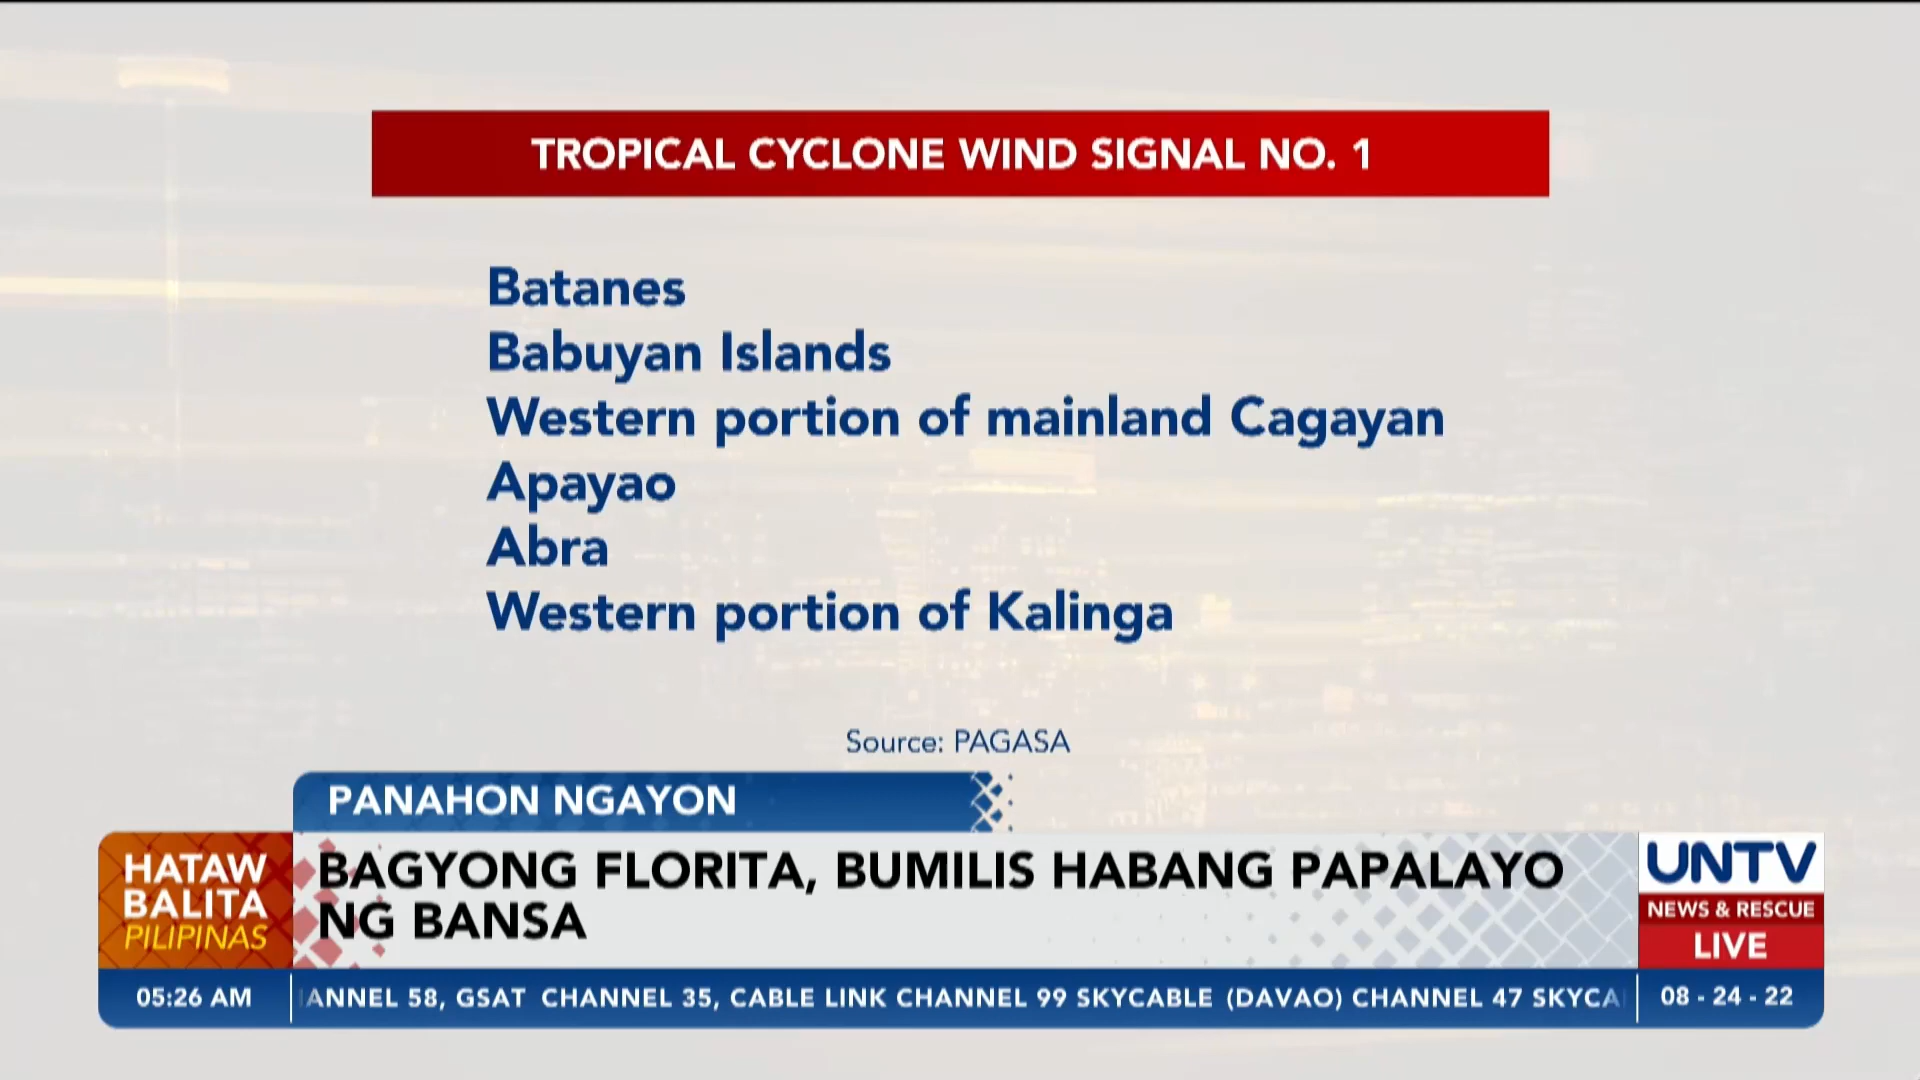 TROPICAL CYCLONE WIND SIGNAL NO. 1
Batanes
Babuyan Islands
Western portion of mainland Cagayan
Apayao
Abra
Western portion of Kalinga
Source: PAGASA
PANAHON NGAYON
HATAW
BALITA
PILIPINAS
BAGYONG FLORITA, BUMILIS HABANG PAPALAYO
NG BANSA
UNTV
NEWS & RESCUE
LIVE
05:26 AM
ANNEL 58, GSAT CHANNEL 35, CABLE LINK CHANNEL 99 SKYCABLE (DAVAO) CHANNEL 47 SKYCA
08 - 24 - 22